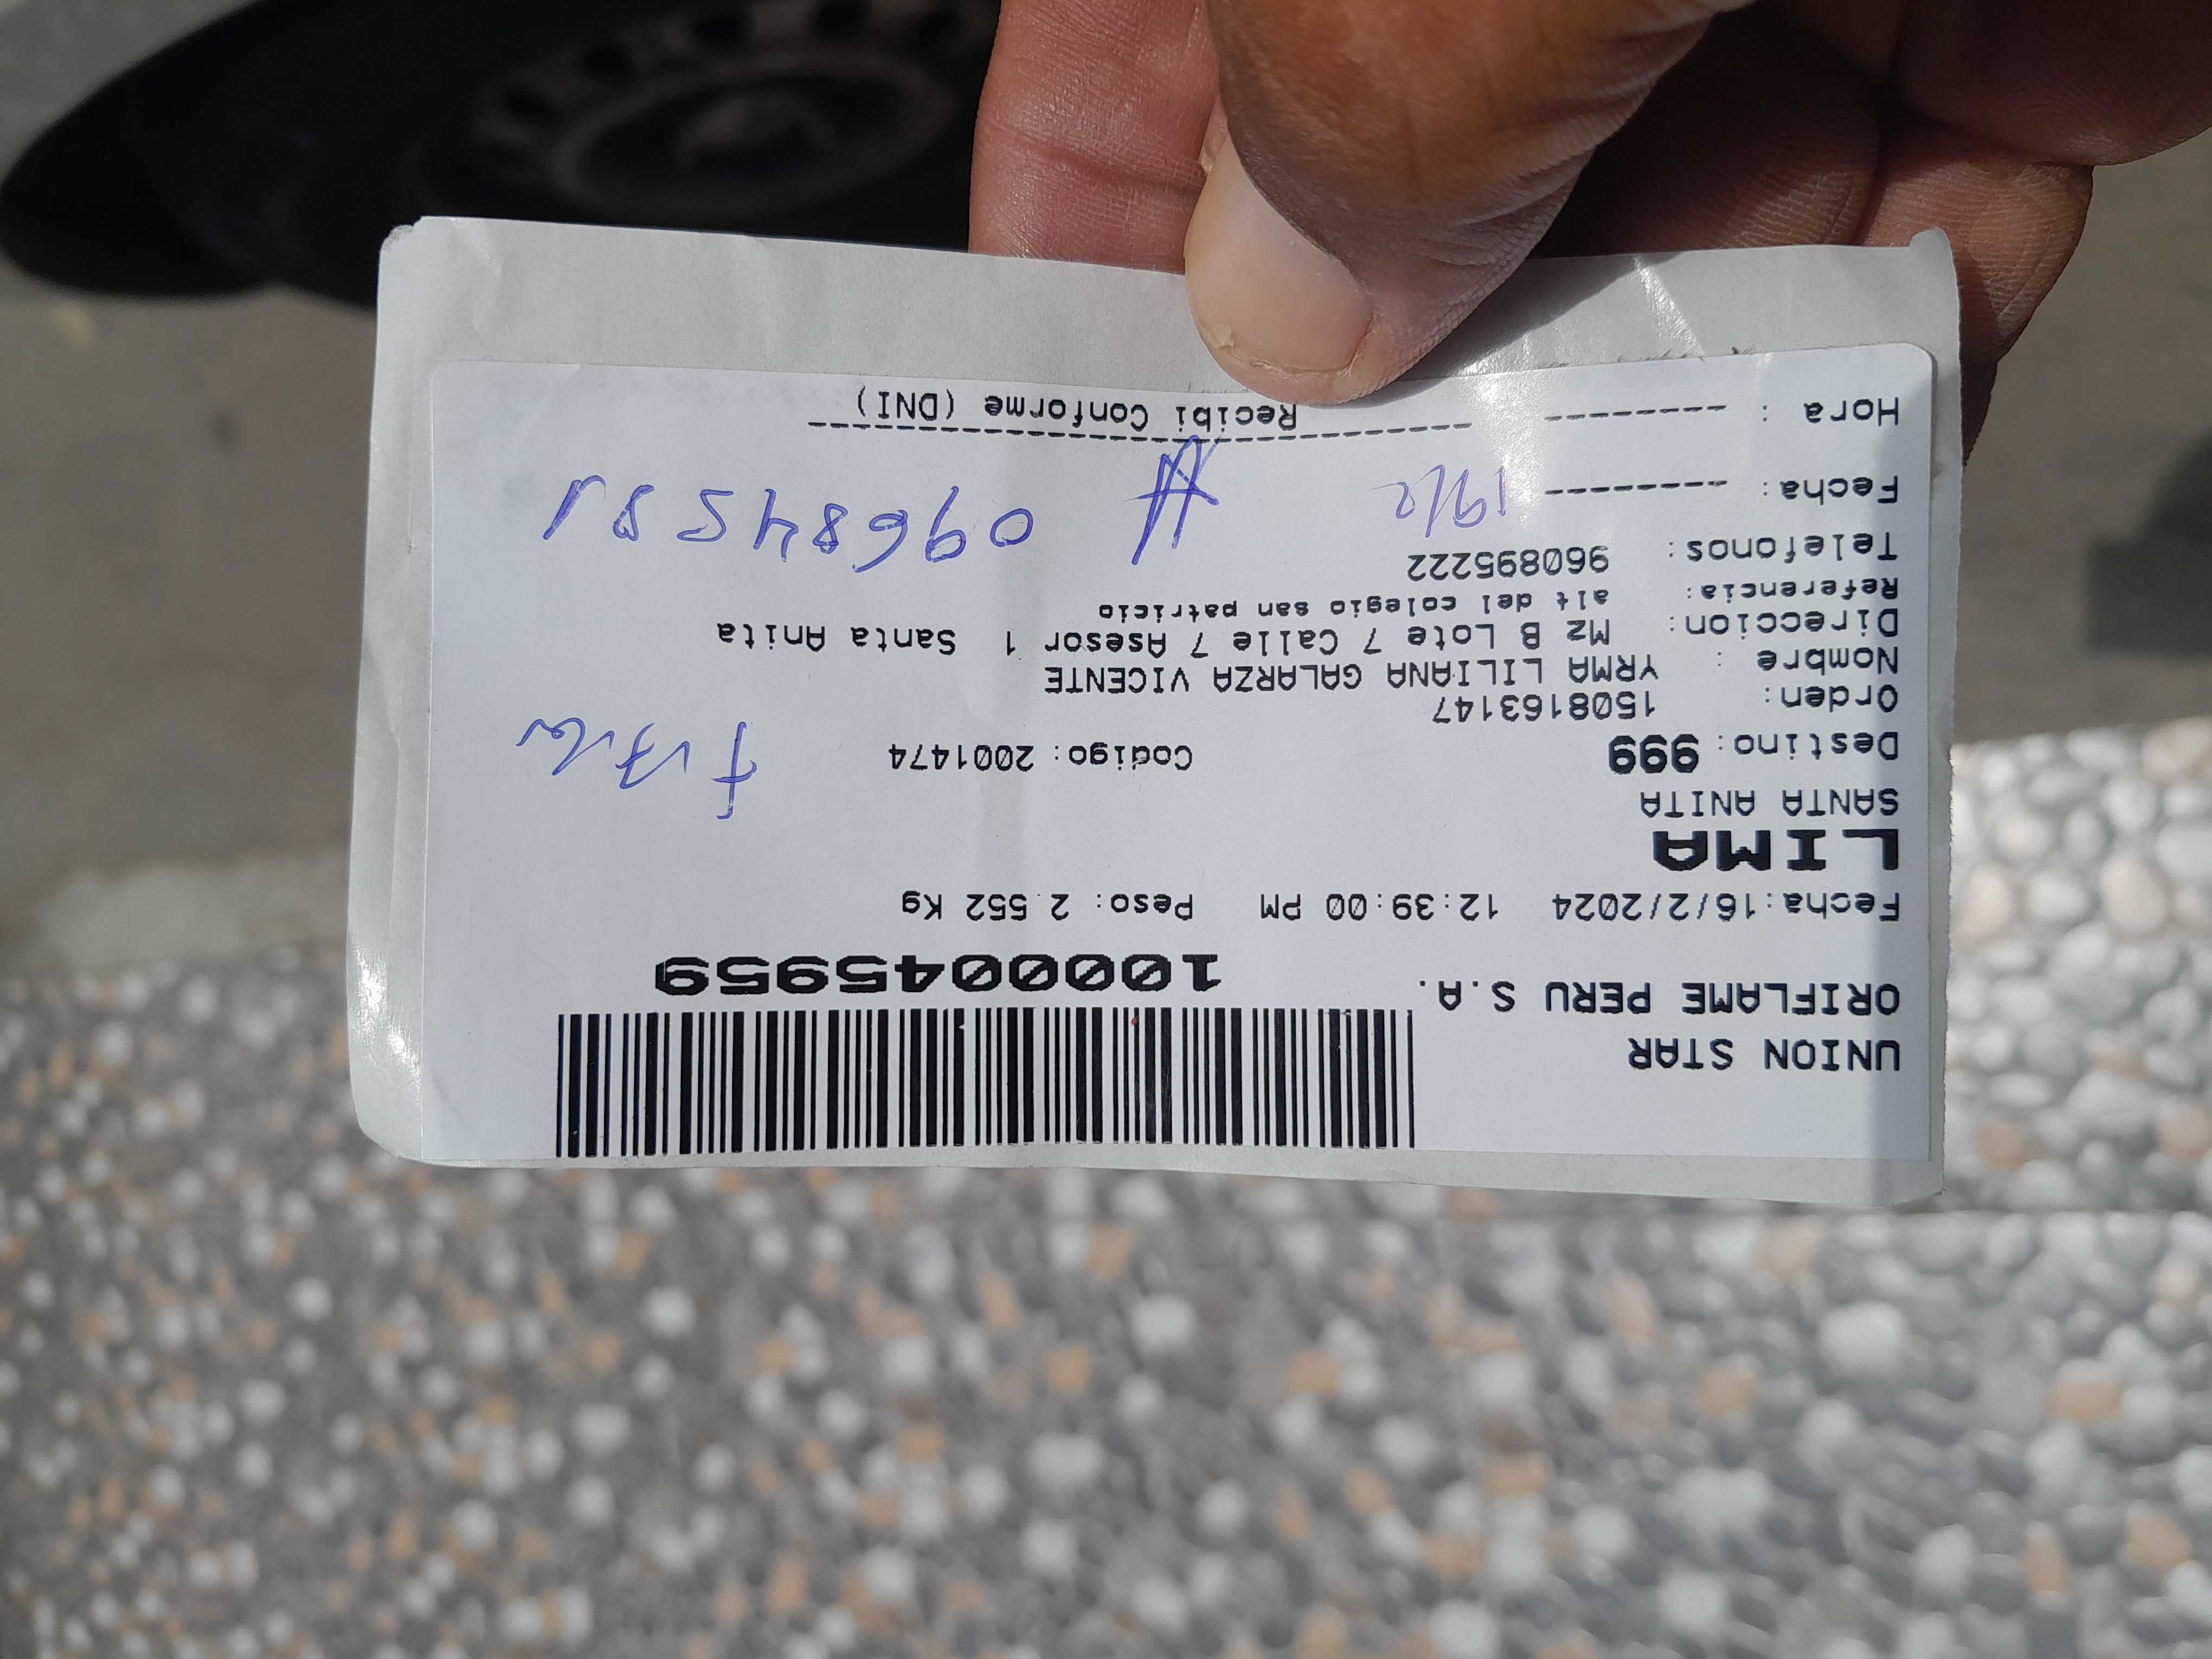 UNION STAR
ORIFLAME PERU S.A.
1000045959
Fecha:16/2/2024 12:39:00 PM Peso: 2.552 Kg
LIMA
SANTA ANITA
Destino: 999 Codigo: 2001474
Orden: 1508163147
Nombre : YRMA LILIANA GALARZA VICENTE
Direccion: Mz B Lote 7 Calle 7 Asesor 1 Santa Anita
Referencia: alt del colegio san patricio
Telefonos: 960895222
Fecha: --------- 19/2 09684581
Hora : ---------
Recibi Conforme (DNI)